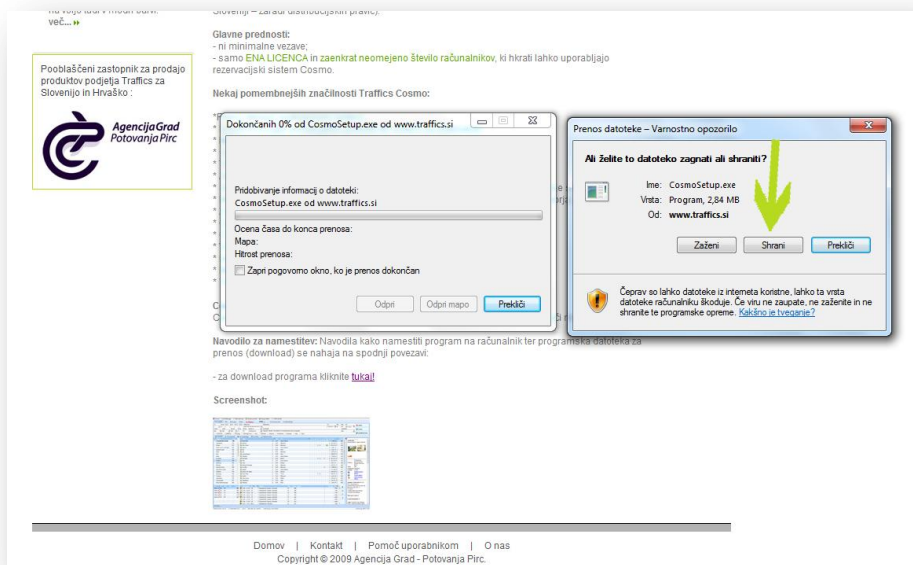 več...
Glavne prednosti:
- ni minimalne vezave;
- samo ENA LICENCA in zaenkrat neomejeno število računalnikov, ki hkrati lahko uporabljajo
rezervacijski sistem Cosmo.
Nekaj pomembnejših značilnosti Traffics Cosmo:
Pooblaščeni zastopnik za prodajo
produktov podjetja Traffics za
Slovenijo in Hrvaško :
Agencija Grad
Potovanja Pirc
Dokončanih 0% od CosmoSetup.exe od www.traffics.si
Pridobivanje informacij o datoteki:
CosmoSetup.exe od www.traffics.si
Ocena časa do konca prenosa:
Mapa:
Hitrost prenosa:
Zapri pogovorno okno, ko je prenos dokončan
Odpri
Odpri mapo
Prekliči
Prenos datoteke – Varnostno opozorilo
Ali želite to datoteko zagnati ali shraniti?
Ime: CosmoSetup.exe
Vrsta: Program, 2,84 MB
Od: www.traffics.si
Zaženi
Shrani
Prekliči
Čeprav so lahko datoteke iz interneta koristne, lahko ta vrsta
datoteke računalniku škoduje. Če viru ne zaupate, ne zaženite in ne
shranite te programske opreme. Kakšno je tveganje?
Navodilo za namestitev: Navodila kako namestiti program na računalnik ter programska datoteka za
prenos (download) se nahaja na spodnji povezavi:
- za download programa kliknite tukaj!
Screenshot:
Domov | Kontakt | Pomoč uporabnikom | O nas
Copyright © 2009 Agencija Grad - Potovanja Pirc.